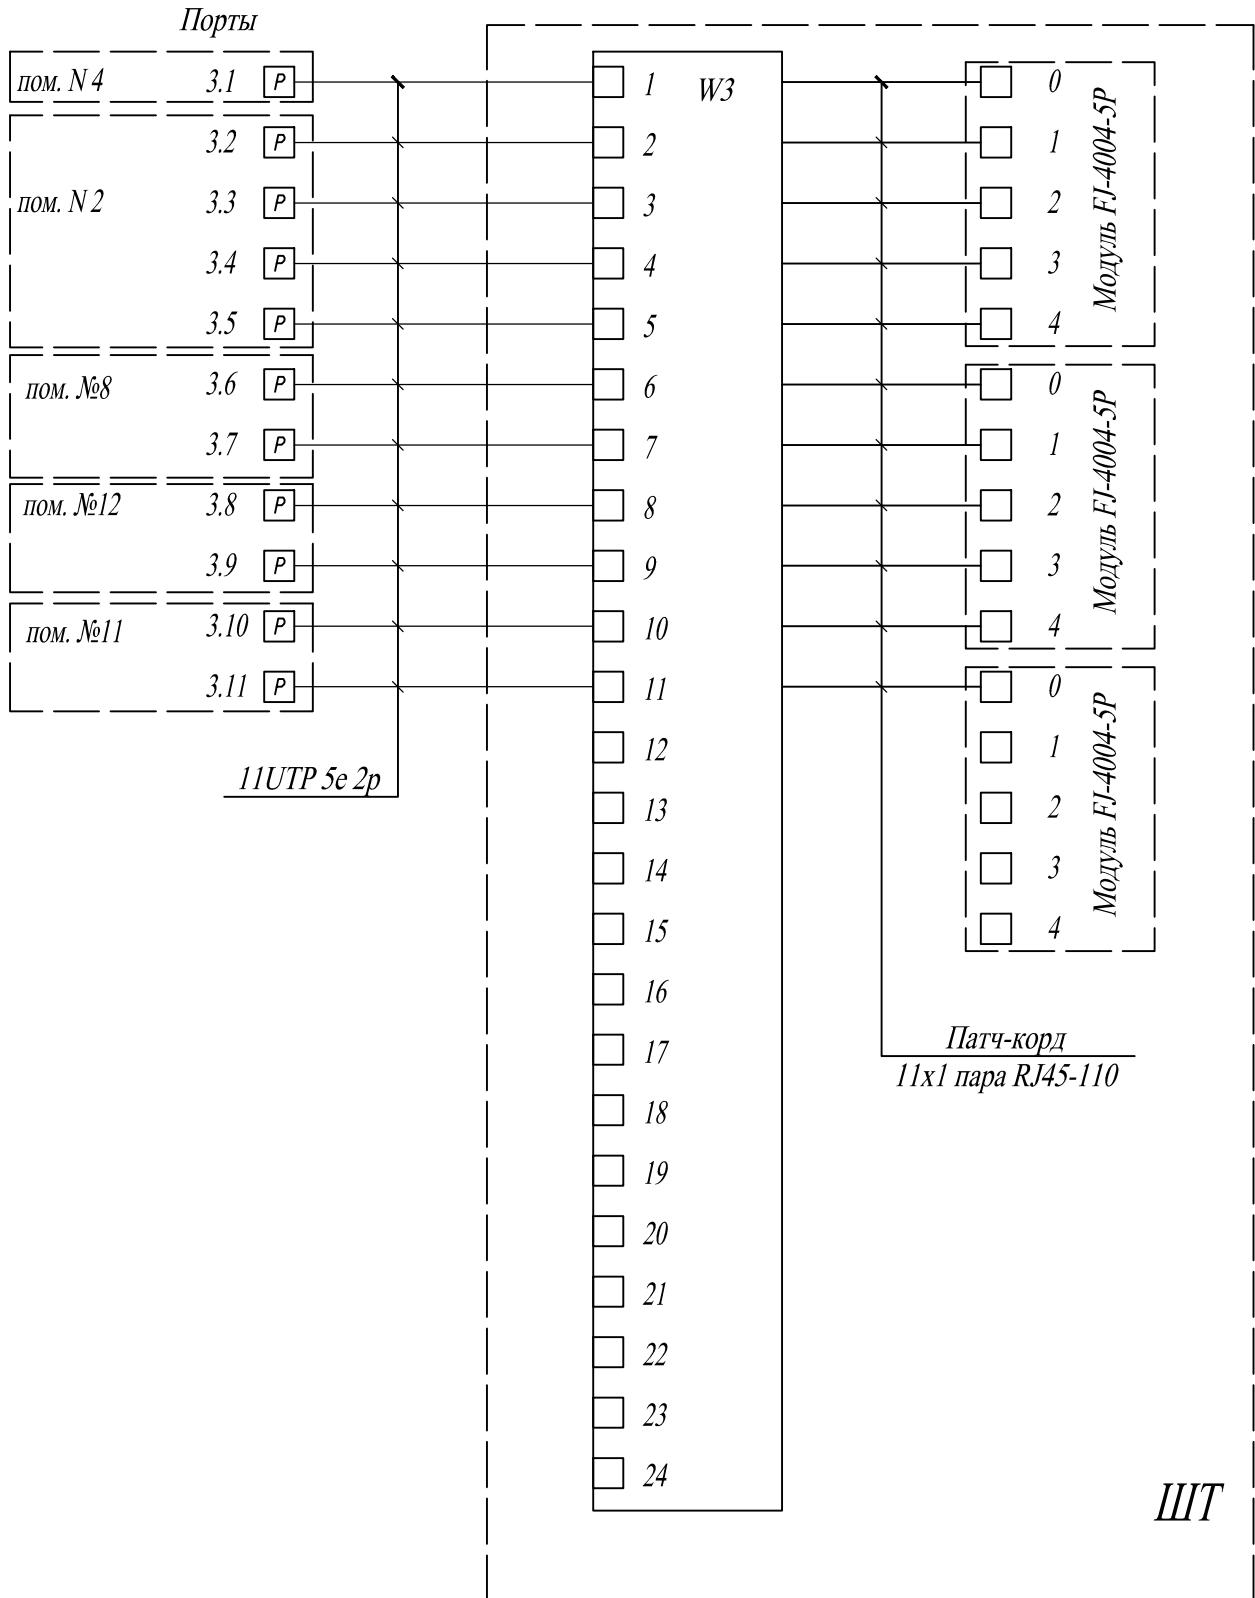 Порты
пом. N 4 3.1 P 1 W3 0
3.2 P 2 1
пом. N 2 3.3 P 3 2
3.4 P 4 3
3.5 P 5 4
Модуль FJ-4004-5P
пом. №8 3.6 P 6 0
3.7 P 7 1
пом. №12 3.8 P 8 2
3.9 P 9 3
пом. №11 3.10 P 10 4
Модуль FJ-4004-5P
3.11 P 11 0
12 1
11UTP 5e 2p
13 2
14 3
15 4
Модуль FJ-4004-5P
16
17
Патч-корд
11x1 пара RJ45-110
18
19
20
21
22
23
24
ШТ